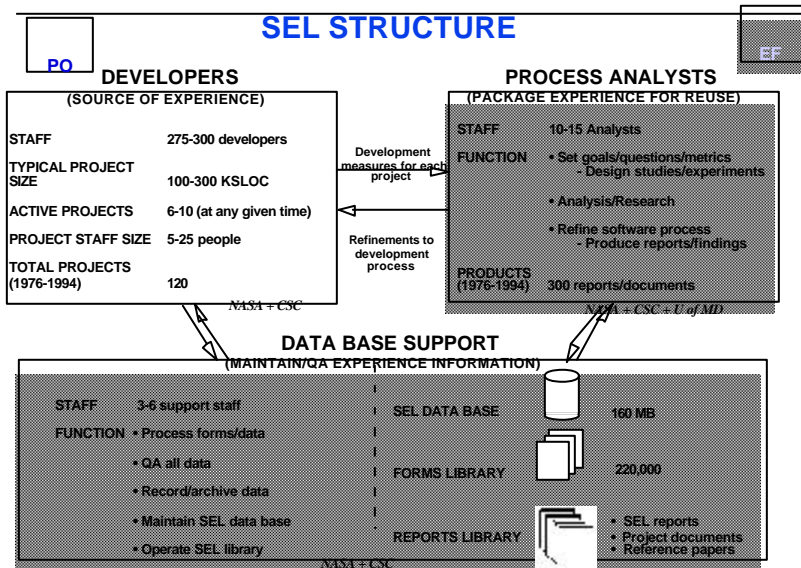 SEL STRUCTURE
PO
EF
DEVELOPERS
(SOURCE OF EXPERIENCE)
STAFF 275-300 developers
TYPICAL PROJECT
SIZE 100-300 KSLOC
ACTIVE PROJECTS 6-10 (at any given time)
PROJECT STAFF SIZE 5-25 people
TOTAL PROJECTS
(1976-1994) 120
NASA + CSC
Development
measures for each
project
Refinements to
development
process
PROCESS ANALYSTS
(PACKAGE EXPERIENCE FOR REUSE)
STAFF 10-15 Analysts
FUNCTION • Set goals/questions/metrics
- Design studies/experiments
• Analysis/Research
• Refine software process
- Produce reports/findings
PRODUCTS
(1976-1994) 300 reports/documents
NASA + CSC + U of MD
DATA BASE SUPPORT
(MAINTAIN/QA EXPERIENCE INFORMATION)
STAFF 3-6 support staff
FUNCTION • Process forms/data
• QA all data
• Record/archive data
• Maintain SEL data base
• Operate SEL library
NASA + CSC
SEL DATA BASE 160 MB
FORMS LIBRARY 220,000
REPORTS LIBRARY • SEL reports
• Project documents
• Reference papers